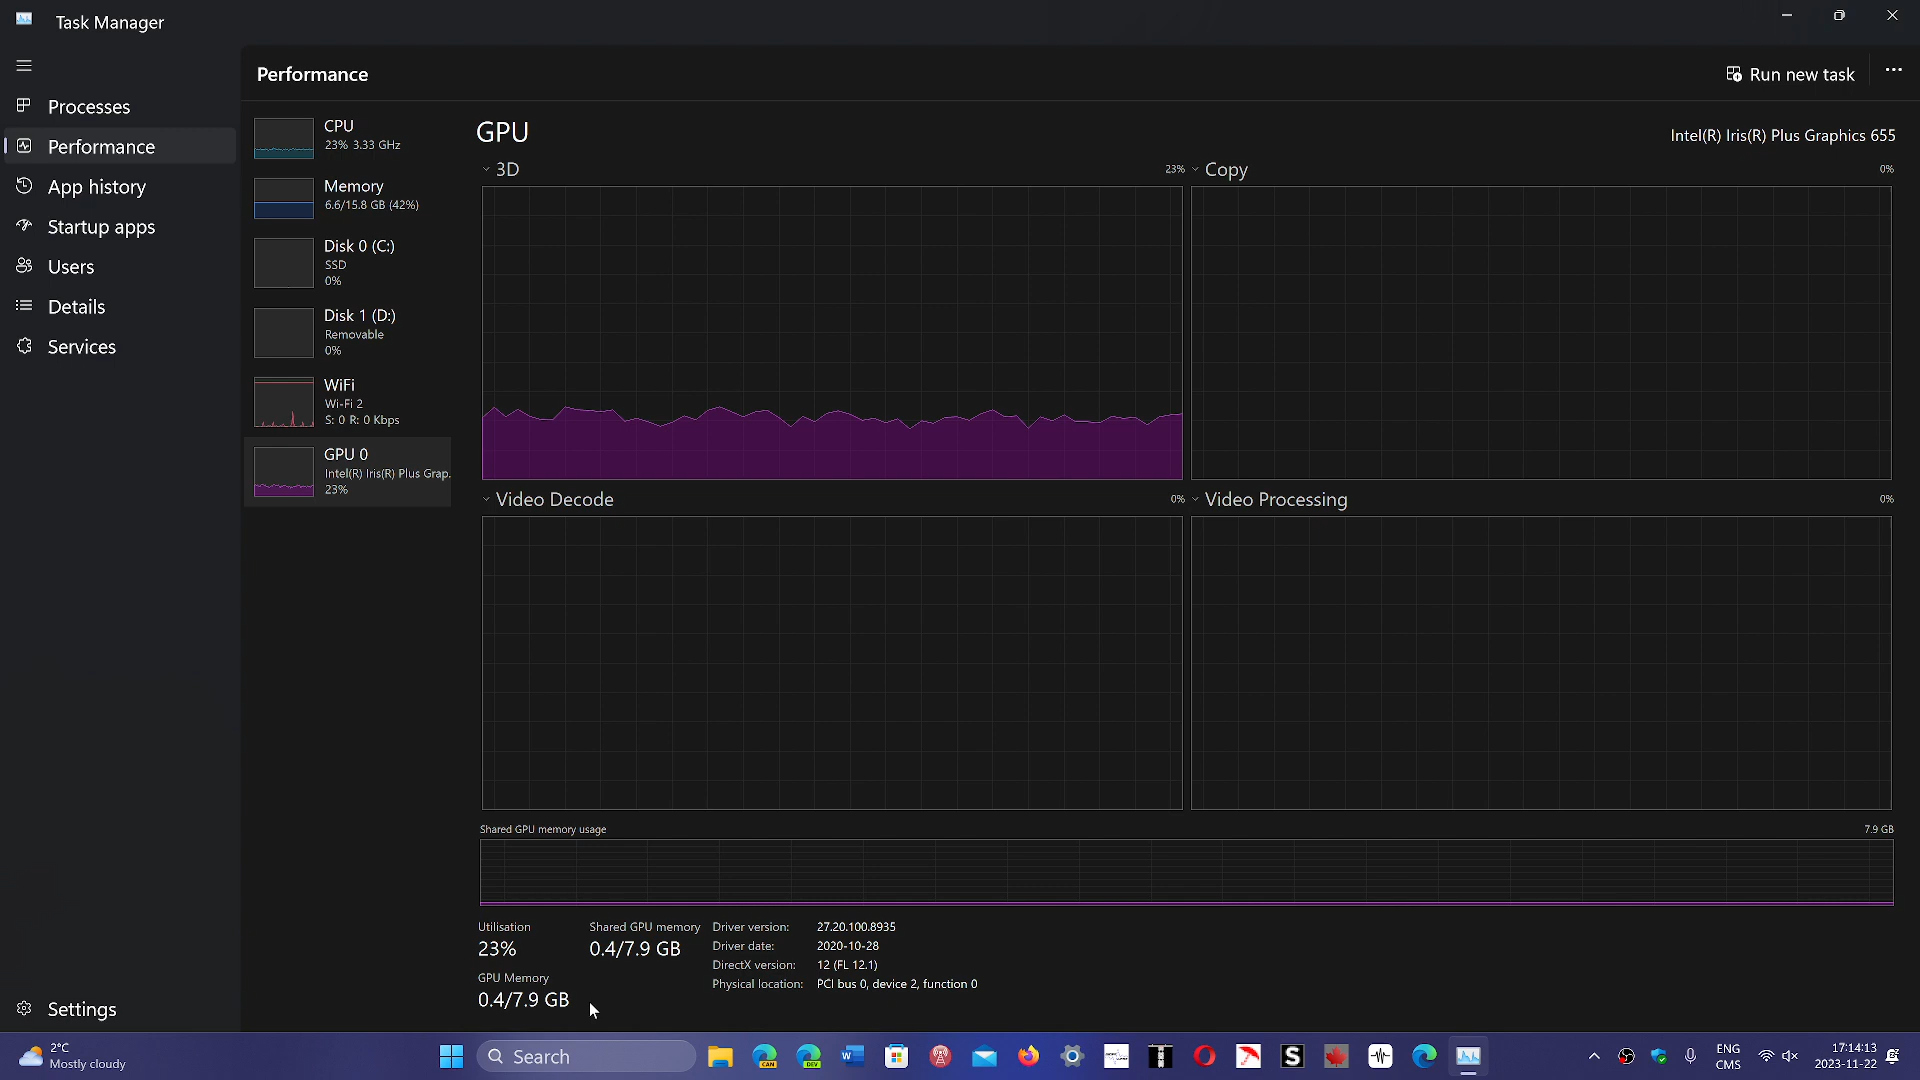 Task Manager
Performance
Run new task
Processes
Performance
App history
Startup apps
Users
Details
Services
Settings
CPU
23% 3.33 GHz
Memory
6.6/15.8 GB (42%)
Disk 0 (C:)
SSD
0%
Disk 1 (D:)
Removable
0%
WiFi
Wi-Fi 2
S: 0 R: 0 Kbps
GPU 0
Intel(R) Iris(R) Plus Grap.
23%
GPU
Intel(R) Iris(R) Plus Graphics 655
3D
23%
Copy
0%
Video Decode
0%
Video Processing
0%
Shared GPU memory usage
7.9 GB
Utilisation
23%
Shared GPU memory
0.4/7.9 GB
GPU Memory
0.4/7.9 GB
Driver version: 27.20.100.8935
Driver date: 2020-10-28
DirectX version: 12 (FL 12.1)
Physical location: PCI bus 0, device 2, function 0
2°C
Mostly cloudy
Search
CAN
DEV
W
S
ENG
CMS
17:14:13
2023-11-22